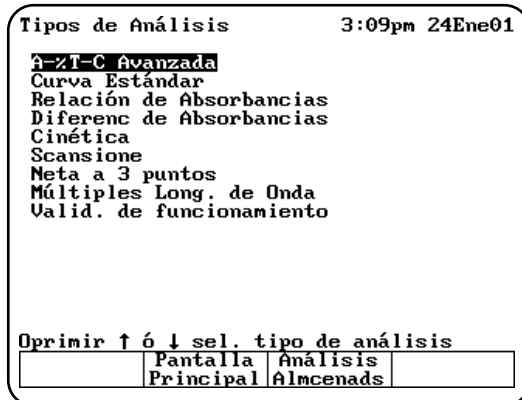 Tipos de Análisis 3:09pm 24Ene01
A-%T-C Avanzada
Curva Estándar
Relación de Absorbancias
Diferenc de Absorbancias
Cinética
Scansione
Neta a 3 puntos
Múltiples Long. de Onda
Valid. de funcionamiento
Oprimir ↑ ó ↓ sel. tipo de análisis
Pantalla Análisis
Principal Almcenads